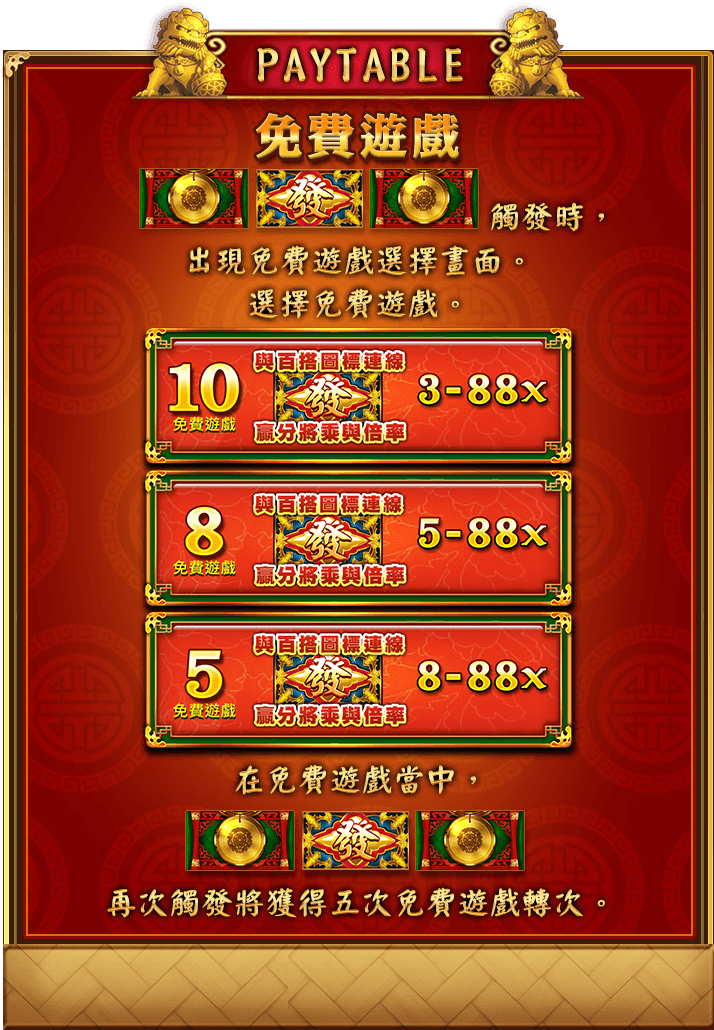 PAYTABLE
免費遊戲
發 觸發時，
出現免費遊戲選擇畫面。
選擇免費遊戲。
10
免費遊戲
與百搭圖標連線
發
贏分將乘與倍率
3-88x
8
免費遊戲
與百搭圖標連線
發
贏分將乘與倍率
5-88x
5
免費遊戲
與百搭圖標連線
發
贏分將乘與倍率
8-88x
在免費遊戲當中，
發
再次觸發將獲得五次免費遊戲轉次。